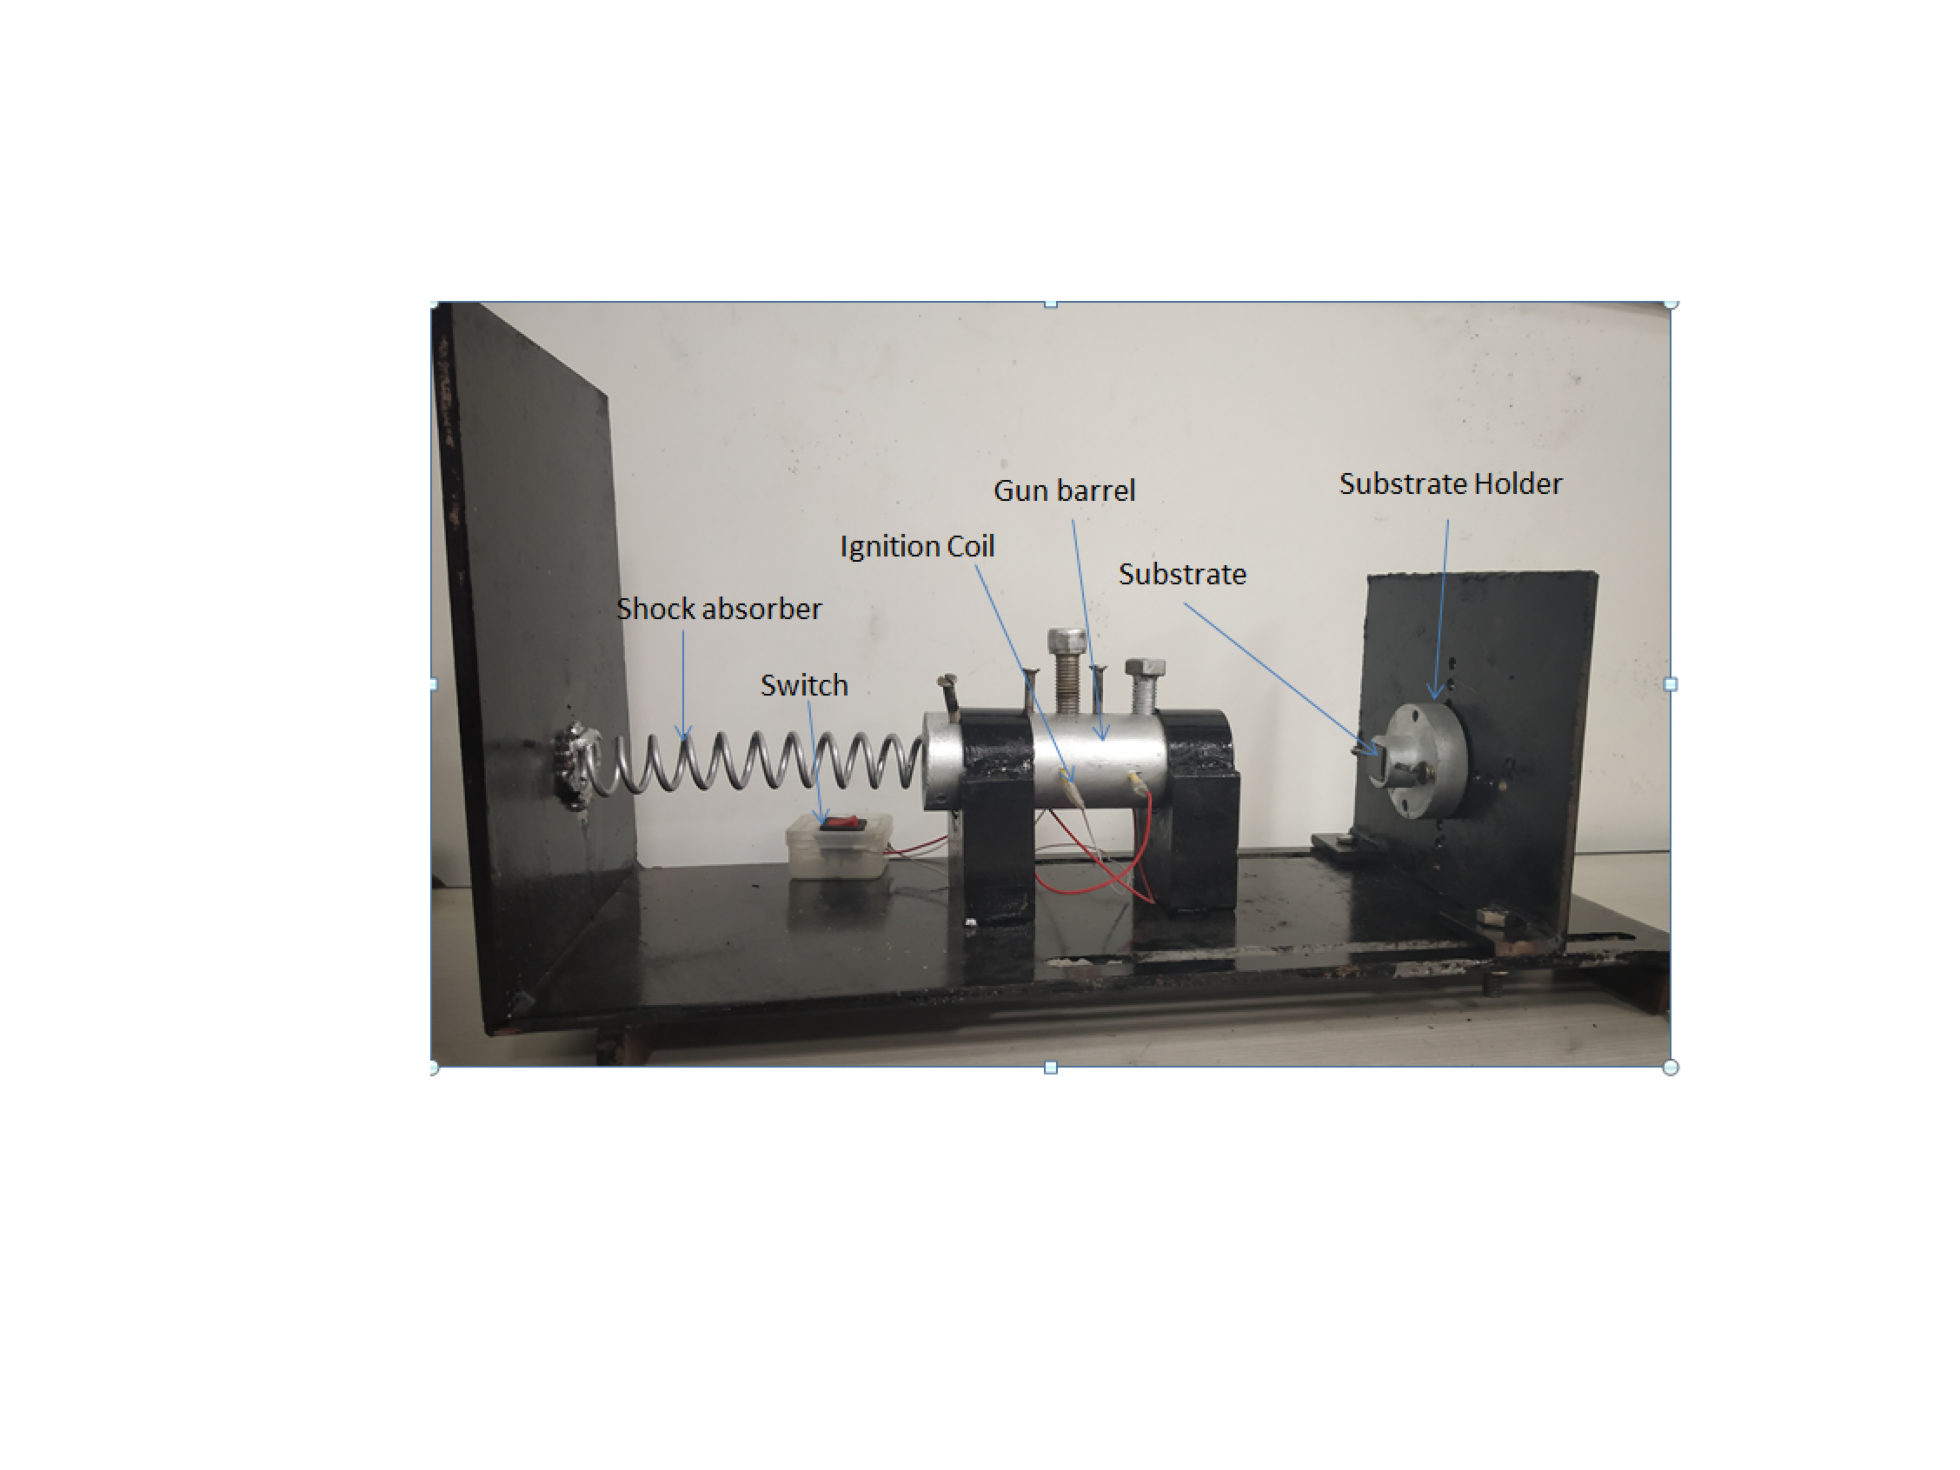 Substrate Holder
Gun barrel
Ignition Coil
Substrate
Shock absorber
Switch